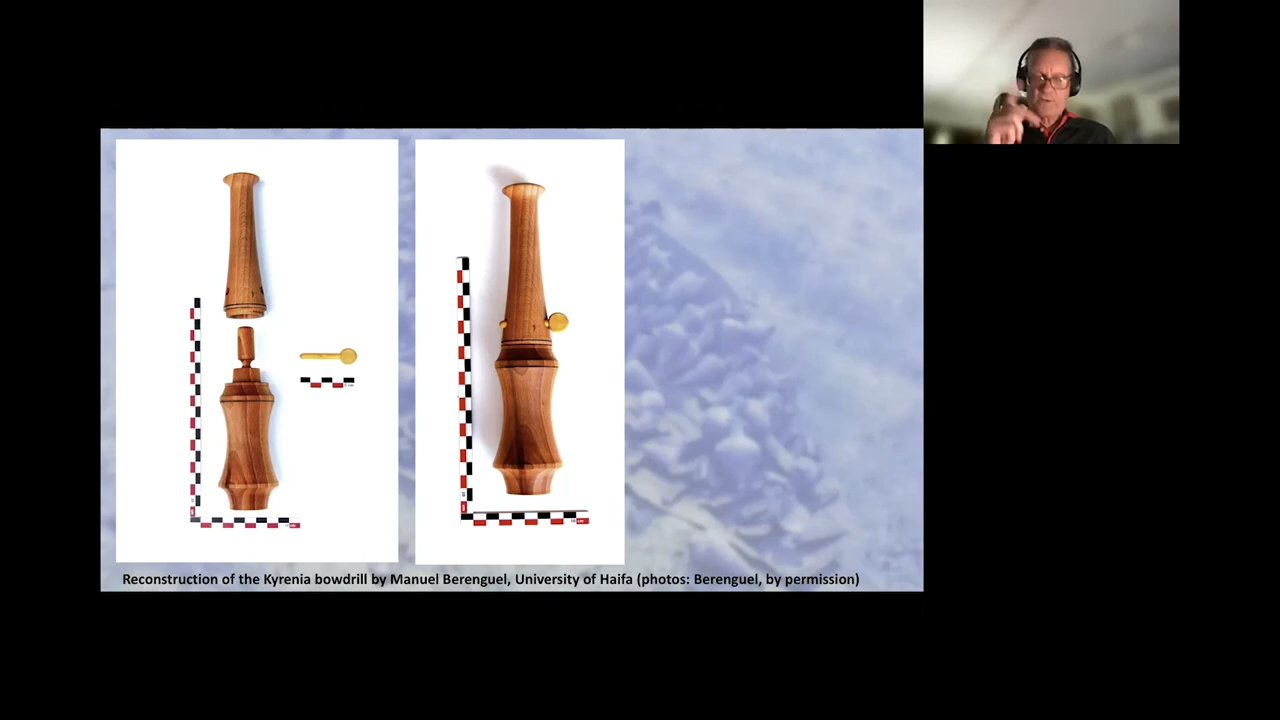 Reconstruction of the Kyrenia bowdrill by Manuel Berenguel, University of Haifa (photos: Berenguel, by permission)